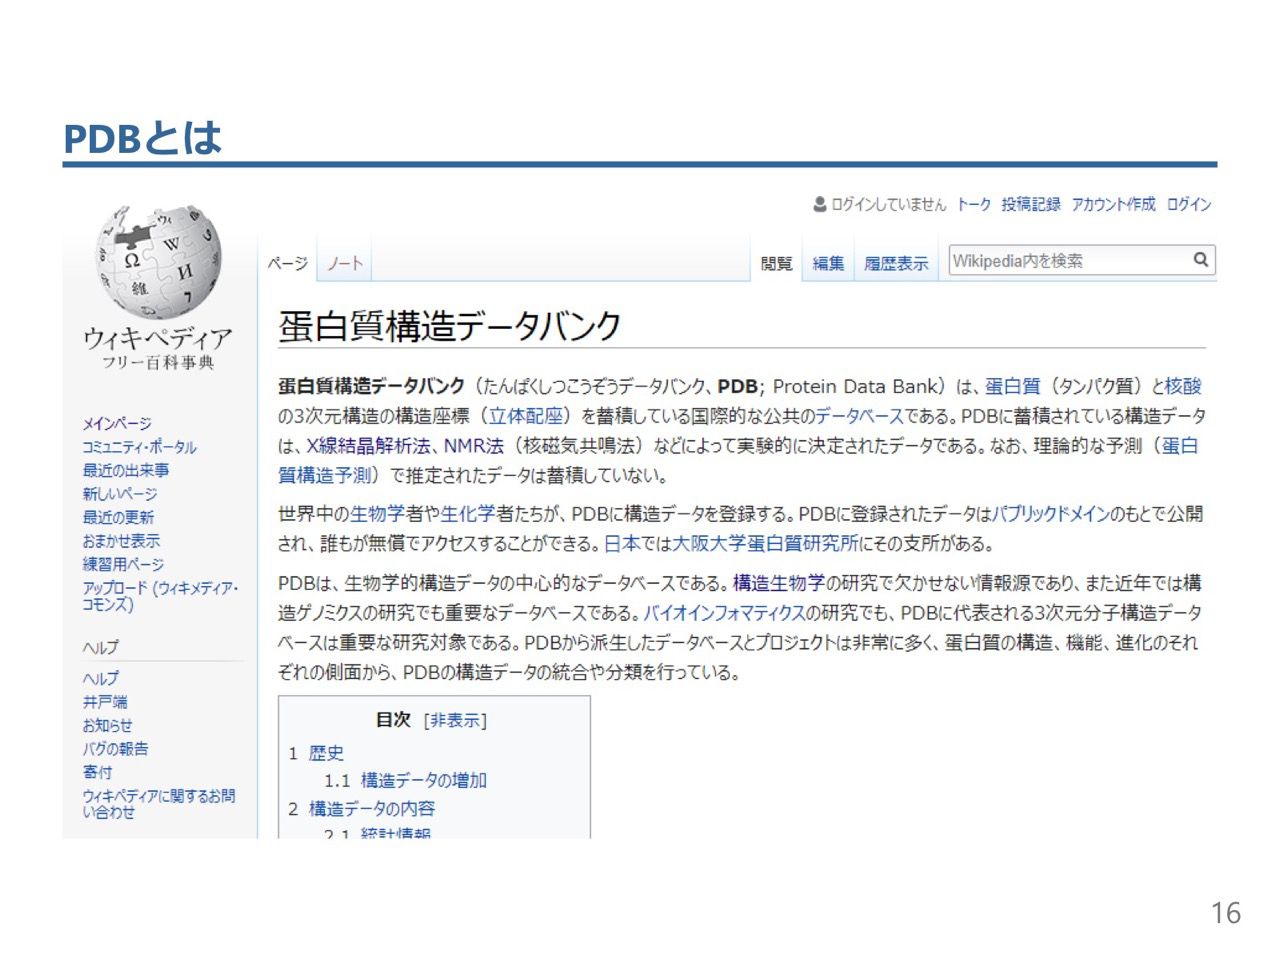 PDBとは
ログインしていません トーク 投稿記録 アカウント作成 ログイン
ページ ノート 閲覧 編集 履歴表示 Wikipedia内を検索
Ω W И 維 7 ウィ
ウィキペディア
フリー百科事典
メインページ
コミュニティ・ポータル
最近の出来事
新しいページ
最近の更新
おまかせ表示
練習用ページ
アップロード (ウィキメディア・
コモンズ)
ヘルプ
ヘルプ
井戸端
お知らせ
バグの報告
寄付
ウィキペディアに関するお問
い合わせ
蛋白質構造データバンク
蛋白質構造データバンク（たんぱくしつこうぞうデータバンク、PDB; Protein Data Bank）は、蛋白質（タンパク質）と核酸
の3次元構造の構造座標（立体配座）を蓄積している国際的な公共のデータベースである。PDBに蓄積されている構造データ
は、X線結晶解析法、NMR法（核磁気共鳴法）などによって実験的に決定されたデータである。なお、理論的な予測（蛋白
質構造予測）で推定されたデータは蓄積していない。
世界中の生物学者や生化学者たちが、PDBに構造データを登録する。PDBに登録されたデータはパブリックドメインのもとで公開
され、誰もが無償でアクセスすることができる。日本では大阪大学蛋白質研究所にその支所がある。
PDBは、生物学的構造データの中心的なデータベースである。構造生物学の研究で欠かせない情報源であり、また近年では構
造ゲノミクスの研究でも重要なデータベースである。バイオインフォマティクスの研究でも、PDBに代表される3次元分子構造データ
ベースは重要な研究対象である。PDBから派生したデータベースとプロジェクトは非常に多く、蛋白質の構造、機能、進化のそれ
ぞれの側面から、PDBの構造データの統合や分類を行っている。
目次 [非表示]
1 歴史
1.1 構造データの増加
2 構造データの内容
2.1 統計情報
16